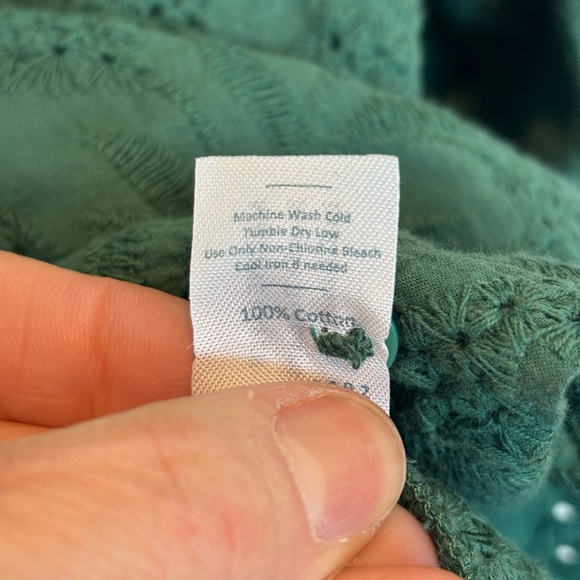 Machine Wash Cold
Tumble Dry Low
Use Only Non-Chlorine Bleach
Cool Iron if needed
100% Cotton